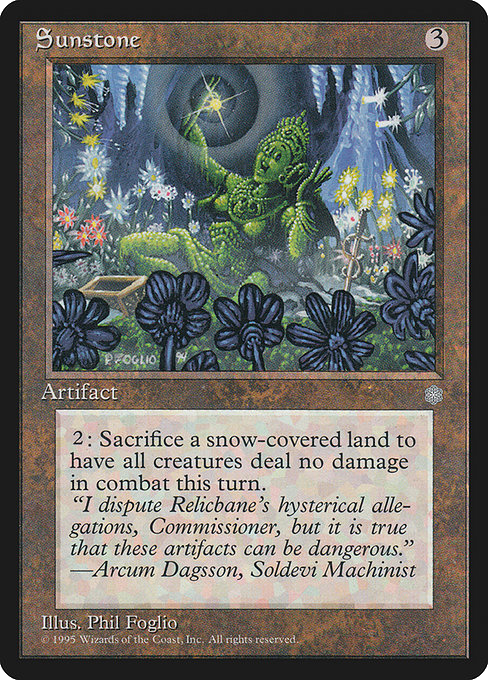 Sunstone 3
P. FOGLIO 94
Artifact
2: Sacrifice a snow-covered land to
have all creatures deal no damage
in combat this turn.
“I dispute Relicbane’s hysterical alle-
gations, Commissioner, but it is true
that these artifacts can be dangerous.”
—Arcum Dagsson, Soldevi Machinist
Illus. Phil Foglio
© 1995 Wizards of the Coast, Inc. All rights reserved.